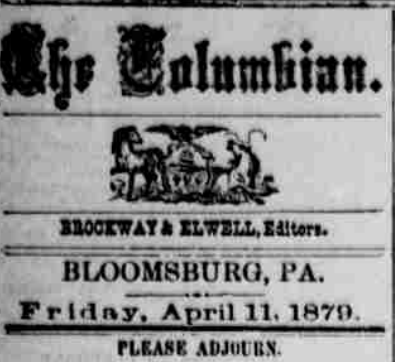 The Columbian.
BROCKWAY & ELWELL, Editors.
BLOOMSBURG, PA.
Friday, April 11, 1879.
PLEASE ADJOURN.